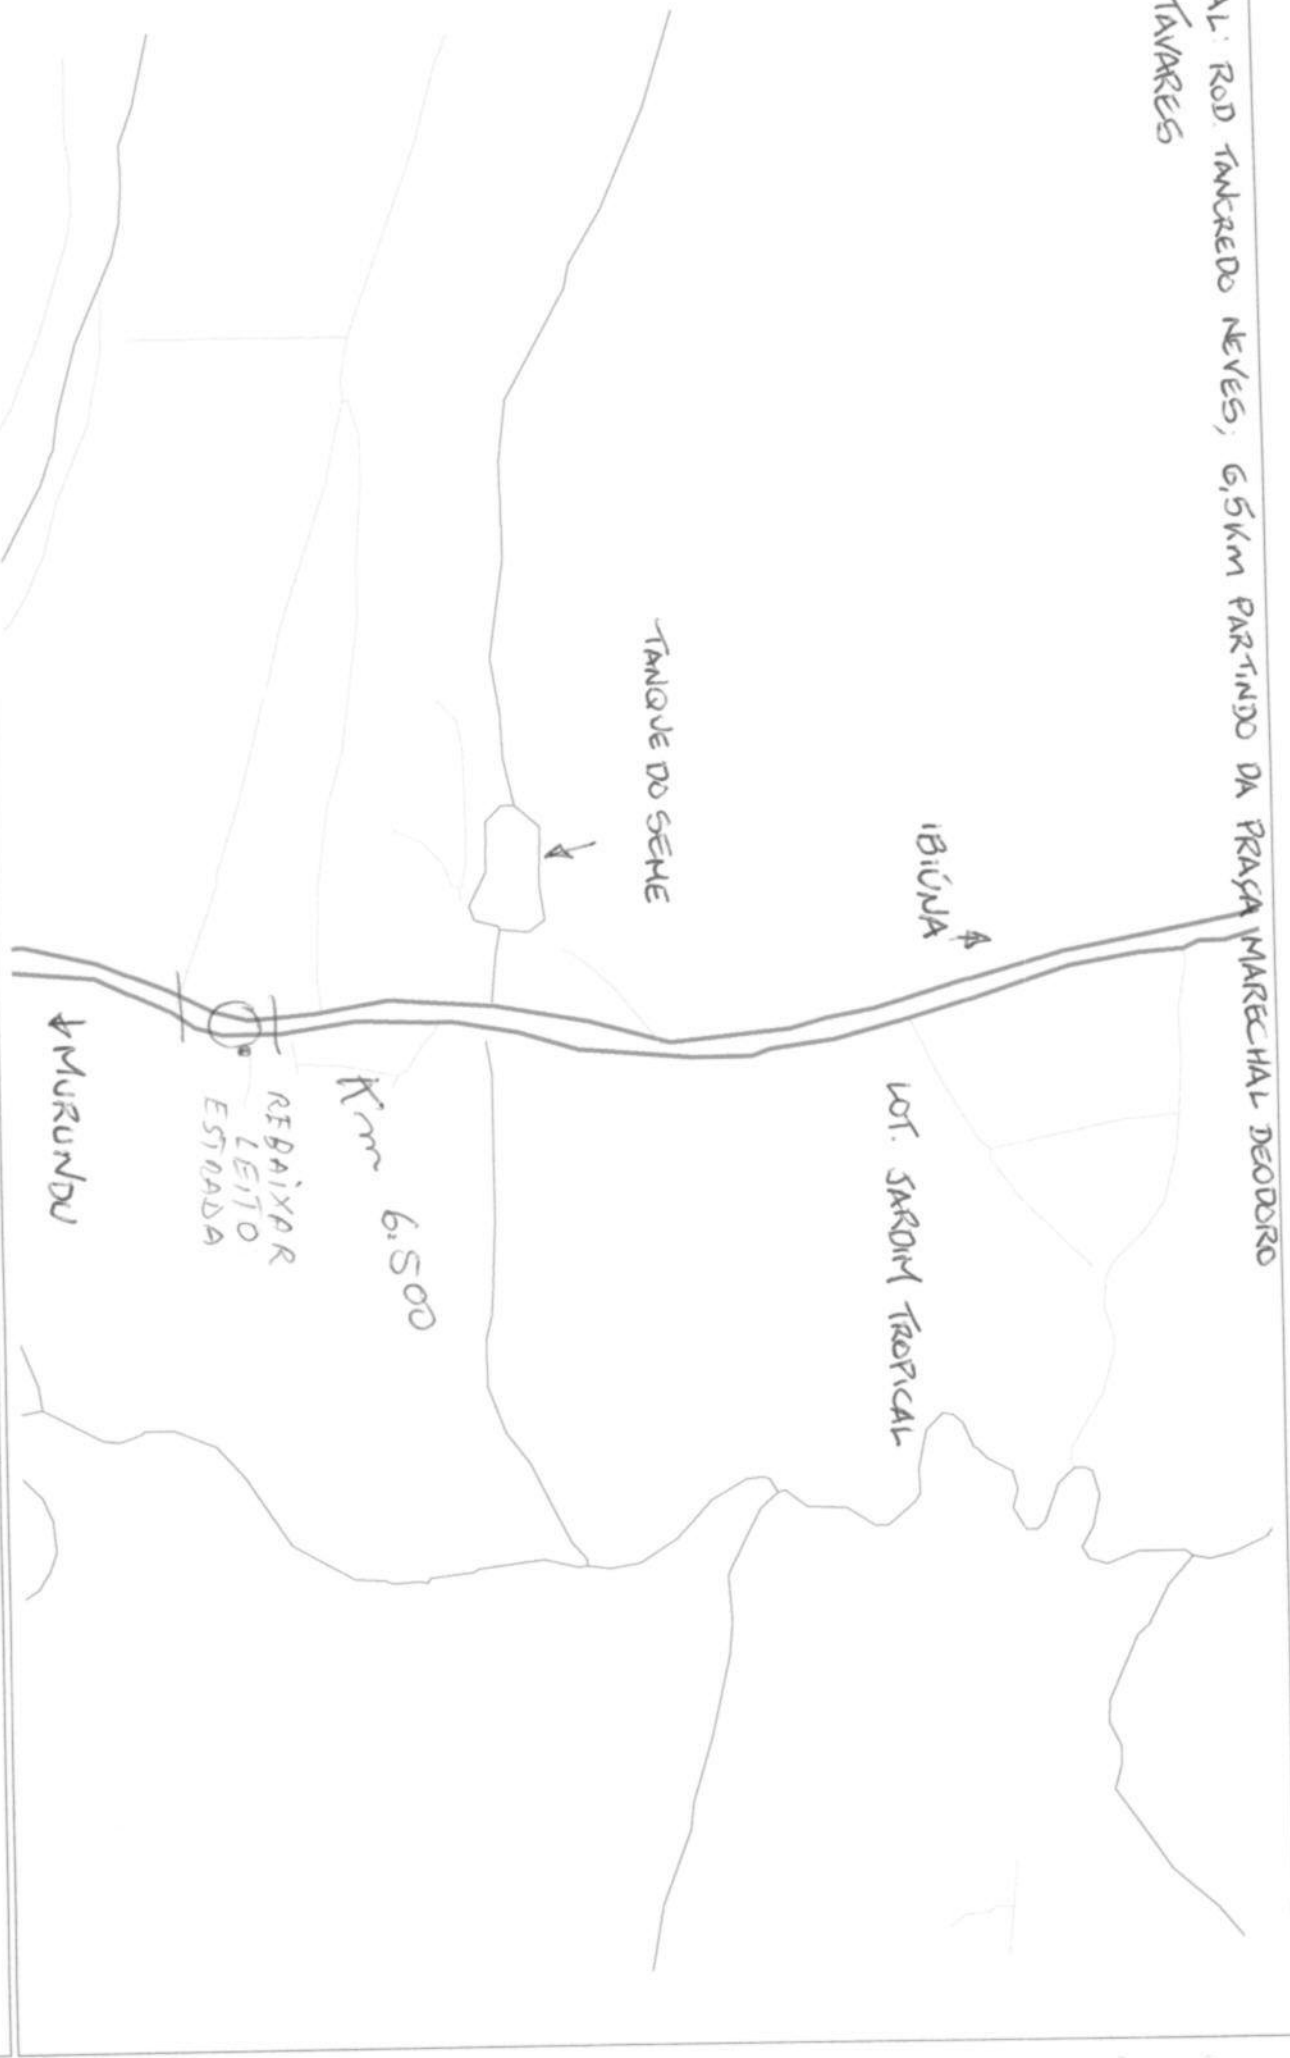 AL: ROD. TANCREDO NEVES; 6,5Km PARTINDO DA PRAÇA MARECHAL DEODORO
TAVARES
IBIÚNA
LOT. JARDIM TROPICAL
TANQUE DO SEME
Km 6.500
REBAIXAR
LEITO
ESTRADA
MURUNDU